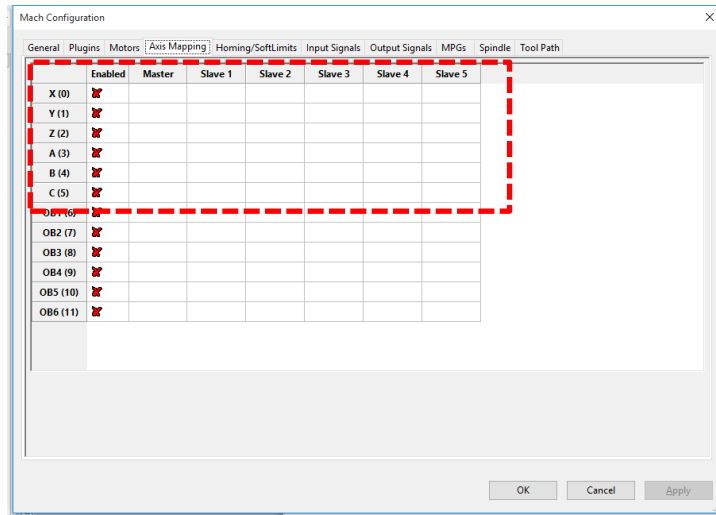 Mach Configuration
General Plugins Motors Axis Mapping Homing/SoftLimits Input Signals Output Signals MPGs Spindle Tool Path
Enabled Master Slave 1 Slave 2 Slave 3 Slave 4 Slave 5
X (0)
Y (1)
Z (2)
A (3)
B (4)
C (5)
OB1 (6)
OB2 (7)
OB3 (8)
OB4 (9)
OB5 (10)
OB6 (11)
OK Cancel Apply